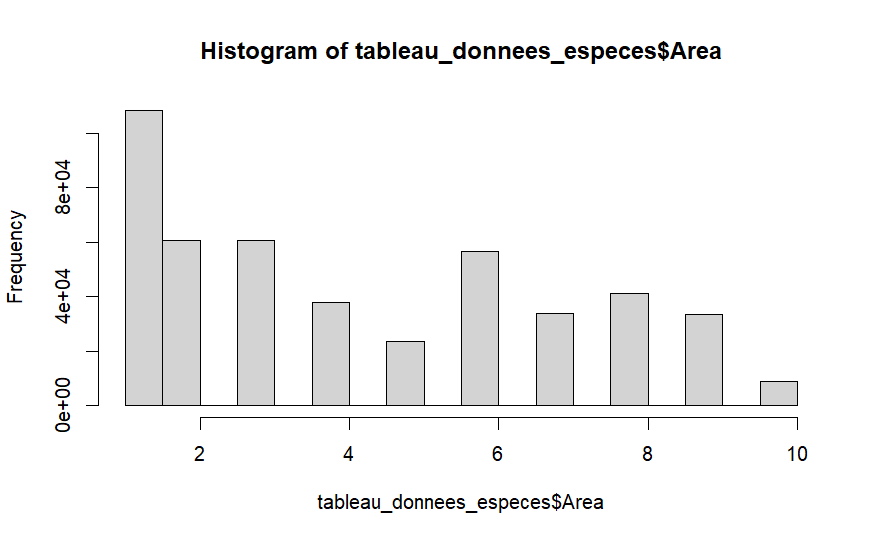 Histogram of tableau_donnees_especes$Area
Frequency
8e+04
4e+04
0e+00
2 4 6 8 10
tableau_donnees_especes$Area